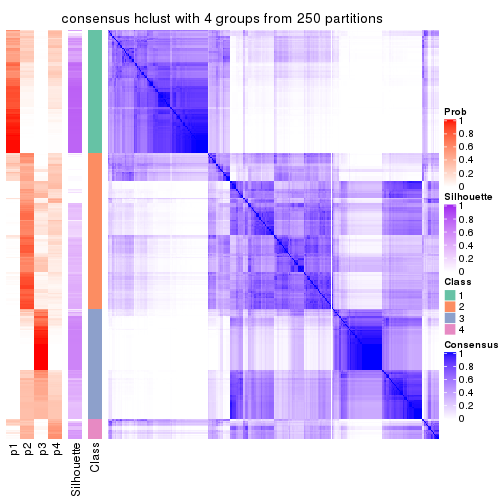 consensus hclust with 4 groups from 250 partitions
Prob
1
0.8
0.6
0.4
0.2
0
Silhouette
1
0.8
0.6
0.4
0.2
0
Class
1
2
3
4
Consensus
1
0.8
0.6
0.4
0.2
0
p1
p2
p3
p4
Silhouette
Class